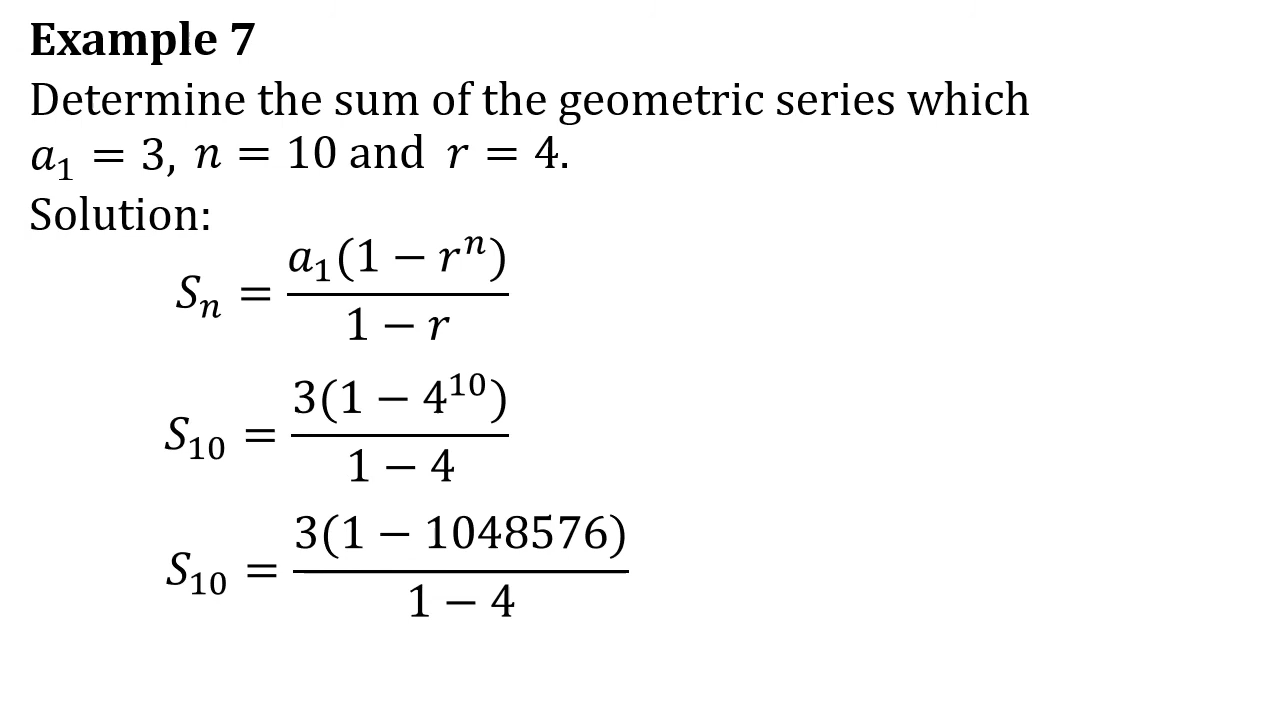 Example 7
Determine the sum of the geometric series which
a₁ = 3, n = 10 and r = 4.
Solution:
Sₙ = a₁(1 − rⁿ) / 1 − r
S₁₀ = 3(1 − 4¹⁰) / 1 − 4
S₁₀ = 3(1 − 1048576) / 1 − 4